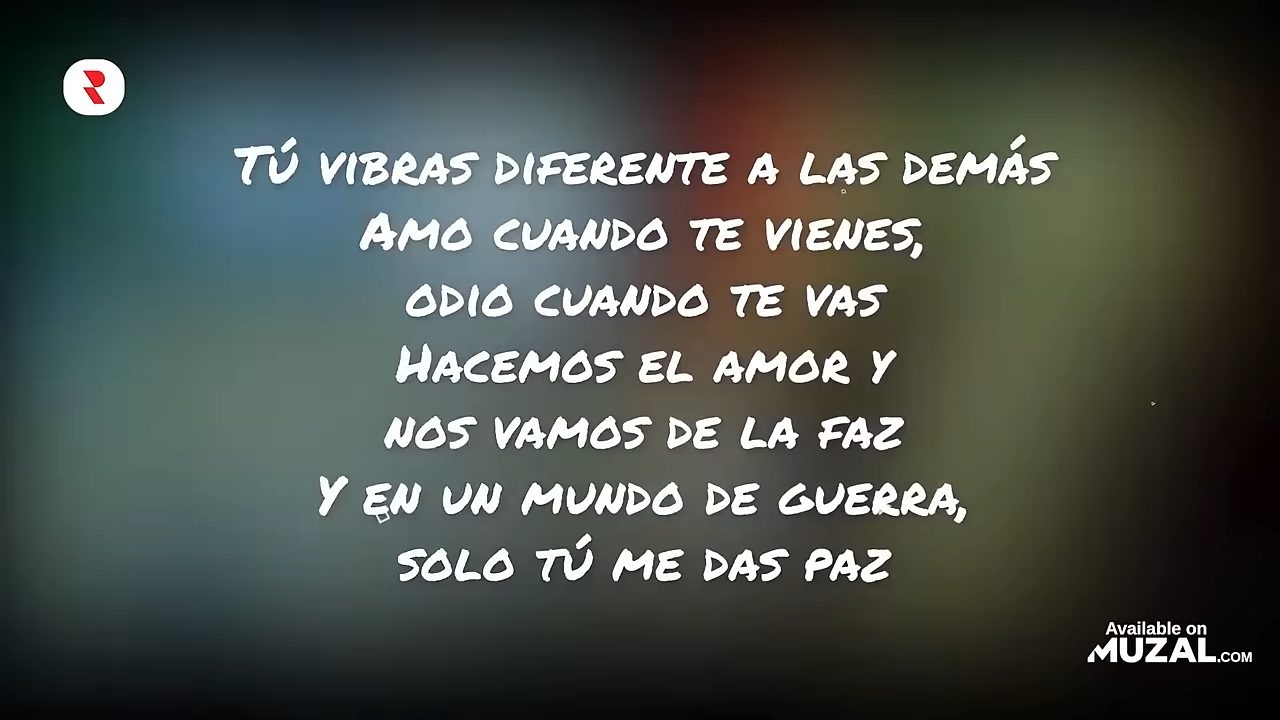 Tú vibras diferente a las demás
Amo cuando te vienes,
odio cuando te vas
Hacemos el amor y
nos vamos de la faz
Y en un mundo de guerra,
solo tú me das paz
Available on
MUZAL.COM